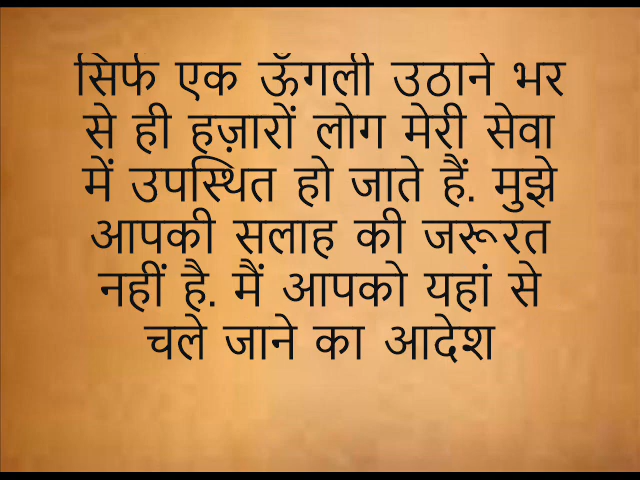 सिर्फ एक ऊँगली उठाने भर
से ही हज़ारों लोग मेरी सेवा
में उपस्थित हो जाते हैं. मुझे
आपकी सलाह की जरूरत
नहीं है. मैं आपको यहां से
चले जाने का आदेश